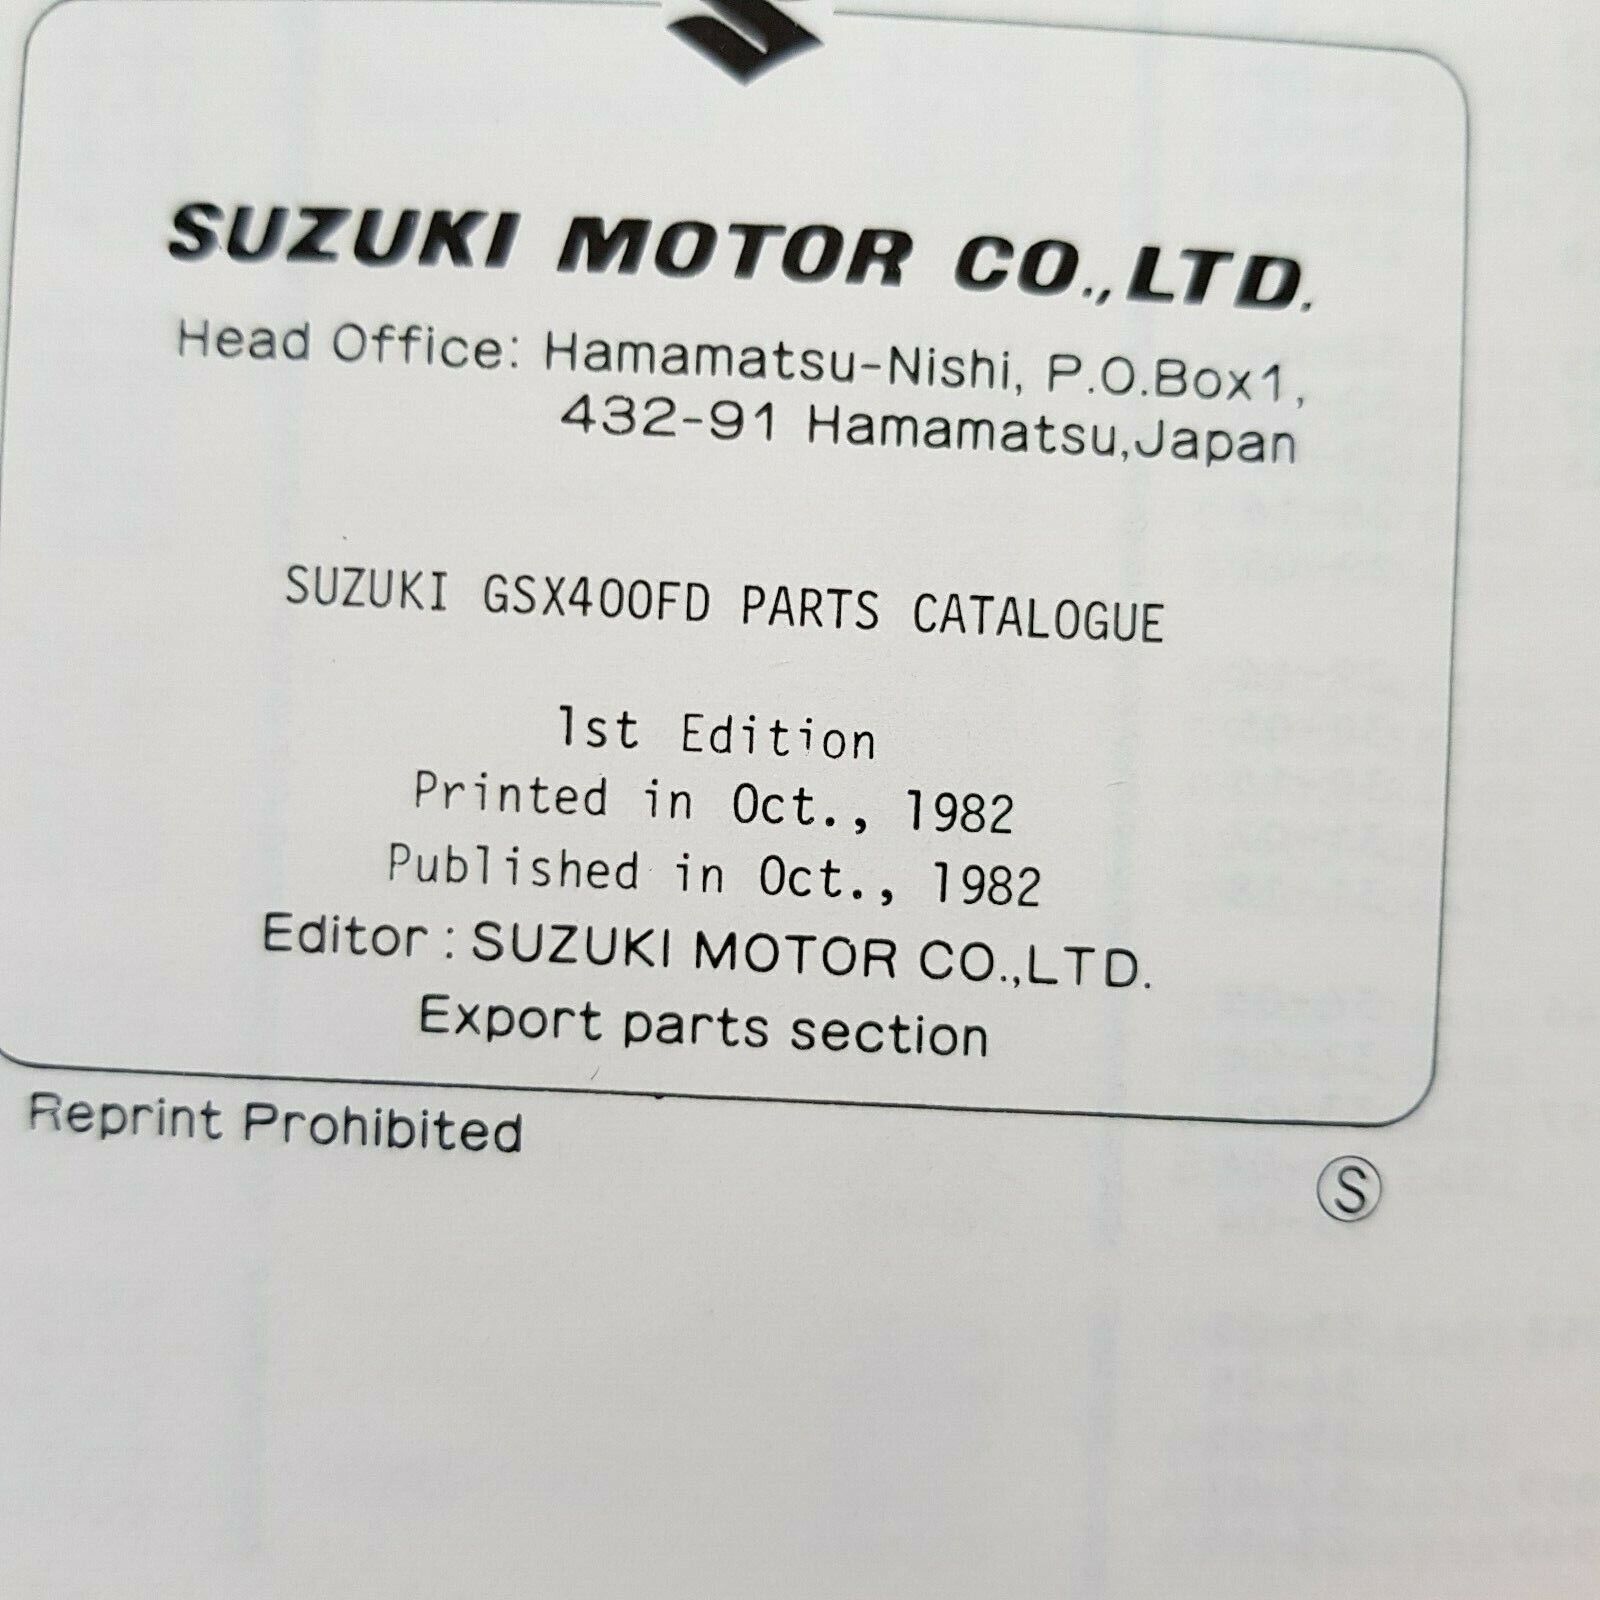 SUZUKI MOTOR CO.,LTD.
Head Office: Hamamatsu-Nishi, P.O.Box1,
432-91 Hamamatsu,Japan
SUZUKI GSX400FD PARTS CATALOGUE
1st Edition
Printed in Oct., 1982
Published in Oct., 1982
Editor : SUZUKI MOTOR CO.,LTD.
Export parts section
Reprint Prohibited
Ⓢ